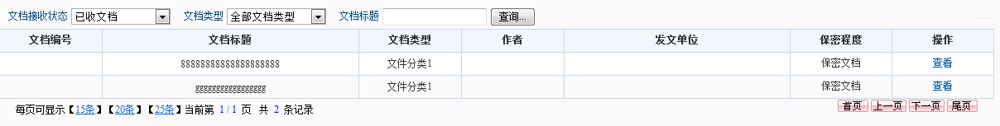 文档接收状态 已收文档 文档类型 全部文档类型 文档标题 查询...
文档编号 文档标题 文档类型 作者 发文单位 保密程度 操作
88888888888888888888 文件分类1 保密文档 查看
ggggggggggggggggg 文件分类1 保密文档 查看
每页可显示【15条】【20条】【25条】当前第 1 / 1 页 共 2 条记录 首页 上一页 下一页 尾页